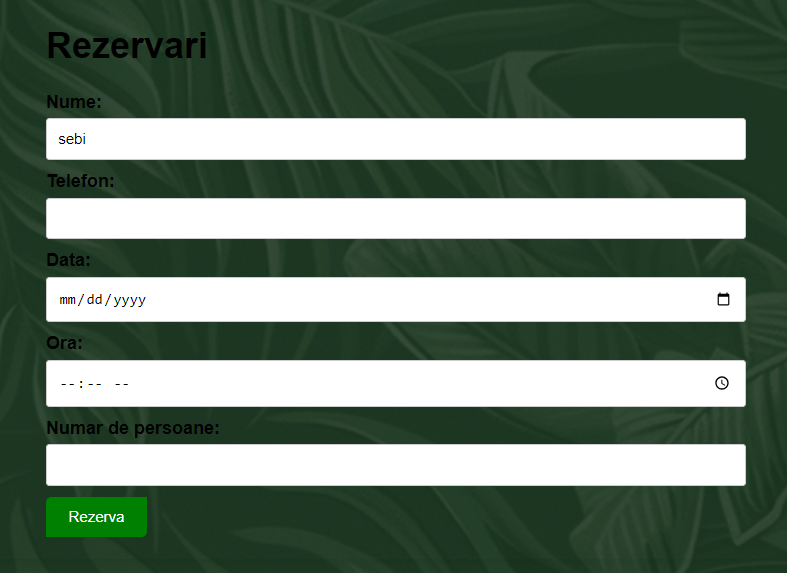 Rezervari
Nume:
sebi
Telefon:
Data:
mm/dd/yyyy
Ora:
--:-- --
Numar de persoane:
Rezerva